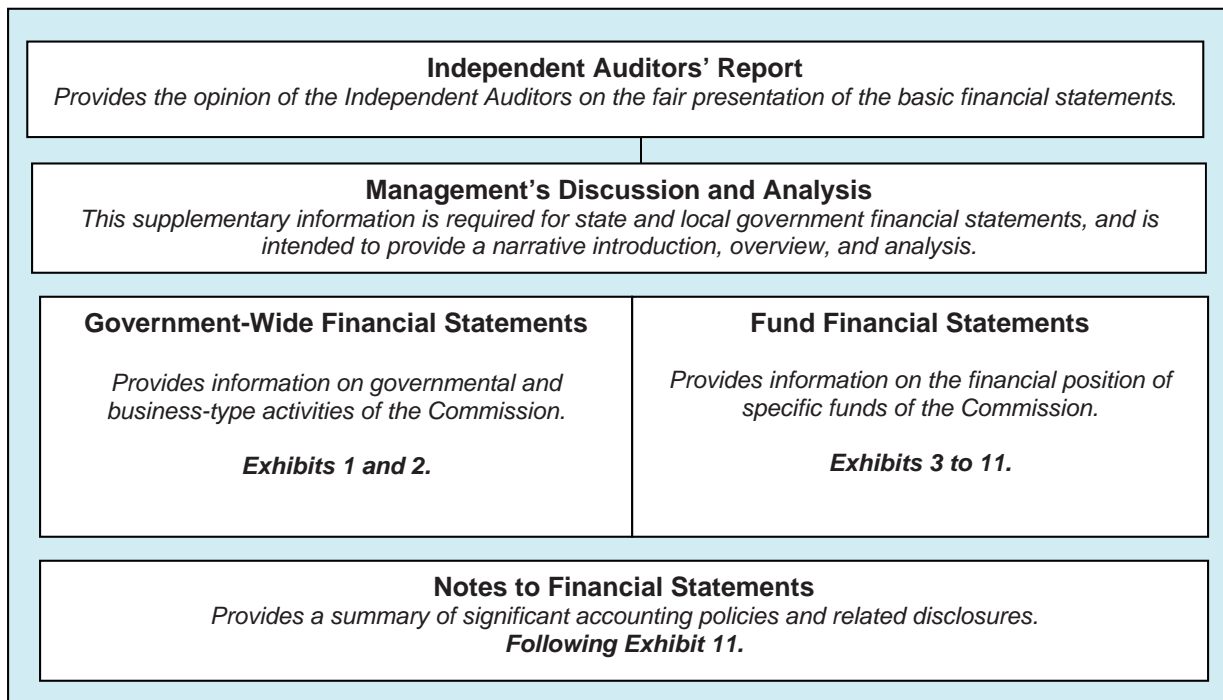 Independent Auditors’ Report
Provides the opinion of the Independent Auditors on the fair presentation of the basic financial statements.
Management’s Discussion and Analysis
This supplementary information is required for state and local government financial statements, and is
intended to provide a narrative introduction, overview, and analysis.
Government-Wide Financial Statements
Provides information on governmental and
business-type activities of the Commission.
Exhibits 1 and 2.
Fund Financial Statements
Provides information on the financial position of
specific funds of the Commission.
Exhibits 3 to 11.
Notes to Financial Statements
Provides a summary of significant accounting policies and related disclosures.
Following Exhibit 11.